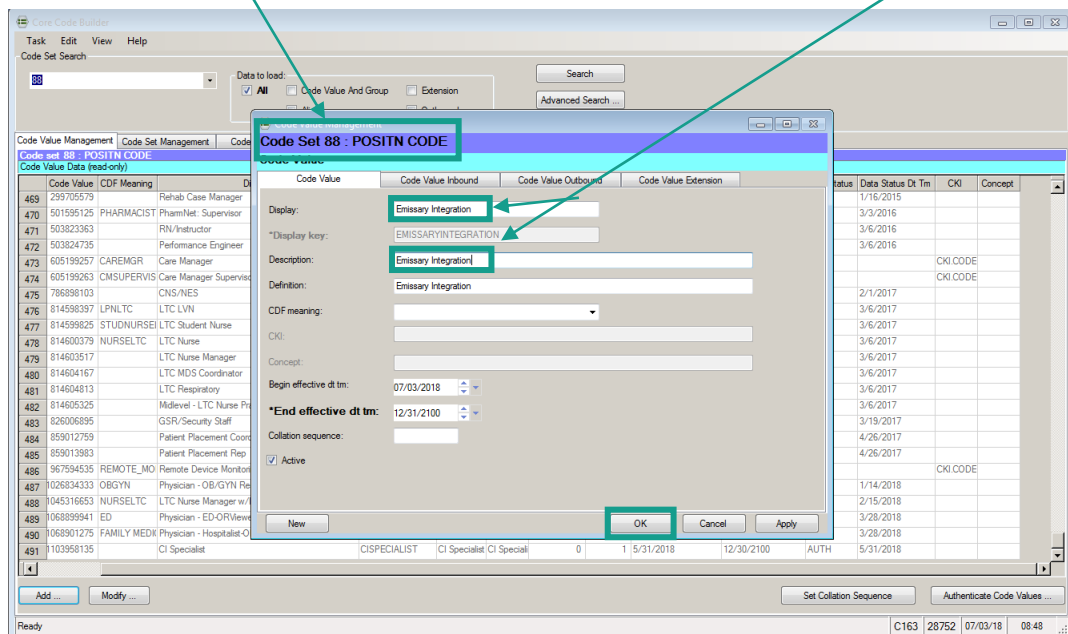 Core Code Builder
Task Edit View Help
Code Set Search
88
Data to load:
All Code Value And Group Extension
Search
Advanced Search ...
Code Value Management Code Set Management Code
Code set 88 : POSITN CODE
Code Value Data (read-only)
Code Value CDF Meaning Di tatus Data Status Dt Tm CKI Concept
469 299705579 Rehab Case Manager 1/16/2015
470 501595125 PHARMACIST PharmNet: Supervisor 3/3/2016
471 503823363 RN/Instructor 3/6/2016
472 503824735 Performance Engineer 3/6/2016
473 605199257 CAREMGR Care Manager CKI.CODE
474 605199263 CMSUPERVIS Care Manager Superviso CKI.CODE
475 786898103 CNS/NES 2/1/2017
476 814598397 LPNLTC LTC LVN 3/6/2017
477 814599825 STUDNURSEI LTC Student Nurse 3/6/2017
478 814600379 NURSELTC LTC Nurse 3/6/2017
479 814603517 LTC Nurse Manager 3/6/2017
480 814604167 LTC MDS Coordinator 3/6/2017
481 814604813 LTC Respiratory 3/6/2017
482 814605325 Midlevel - LTC Nurse Pra 3/6/2017
483 826006895 GSR/Security Staff 3/19/2017
484 859012759 Patient Placement Coord 4/26/2017
485 859013983 Patient Placement Rep 4/26/2017
486 967594535 REMOTE_MO Remote Device Monitori CKI.CODE
487 1026834333 OBGYN Physician - OB/GYN Re 1/14/2018
488 1045316653 NURSELTC LTC Nurse Manager w/I 2/15/2018
489 1068899941 ED Physician - ED-ORView 3/28/2018
490 1068901275 FAMILY MEDI Physician - Hospitalist-O 3/28/2018
491 1103958135 CI Specialist CISPECIALIST CI Specialist CI Speciali 0 1 5/31/2018 12/30/2100 AUTH 5/31/2018
Code Value Management
Code Set 88 : POSITN CODE
Code Value
Code Value Code Value Inbound Code Value Outbound Code Value Extension
Display: Emissary Integration
*Display key: EMISSARYINTEGRATION
Description: Emissary Integration
Definition: Emissary Integration
CDF meaning:
CKI:
Concept:
Begin effective dt tm: 07/03/2018
*End effective dt tm: 12/31/2100
Collation sequence:
Active
New OK Cancel Apply
Add ... Modify ... Set Collation Sequence Authenticate Code Values ...
Ready C163 28752 07/03/18 08:48